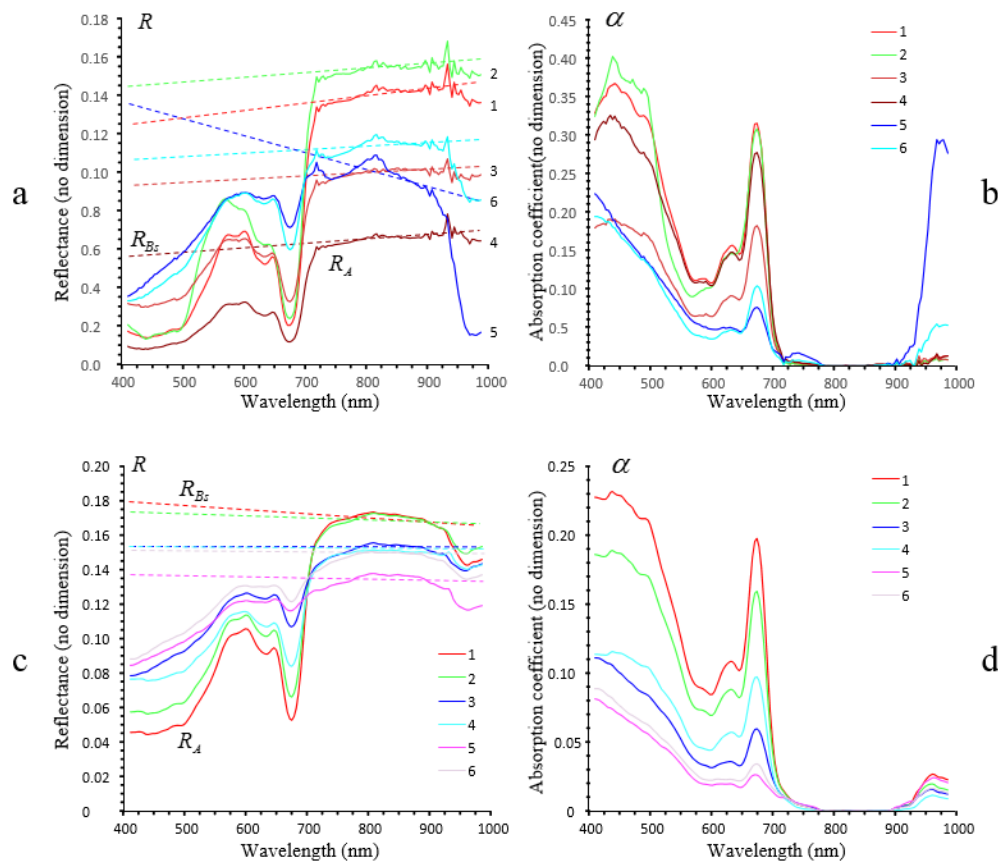 R
0.18
0.16
0.14
0.12
0.10
0.8
0.6
0.4
0.2
0.0
Reflectance (no dimension)
a
R_Bs
R_A
2
1
3
6
4
5
400 500 600 700 800 900 1000
Wavelength (nm)
α
0.45
0.40
0.35
0.30
0.25
0.20
0.15
0.10
0.5
0.0
Absorption coefficient(no dimension)
1
2
3
4
5
6
b
400 500 600 700 800 900 1000
Wavelength (nm)
R
0.20
0.18
0.16
0.14
0.12
0.10
0.08
0.06
0.04
0.02
0
Reflectance (no dimension)
c
R_Bs
R_A
1
2
3
4
5
6
400 500 600 700 800 900 1000
Wavelength (nm)
α
0.25
0.20
0.15
0.10
0.05
0
Absorption coefficient (no dimension)
1
2
3
4
5
6
d
400 500 600 700 800 900 1000
Wavelength (nm)